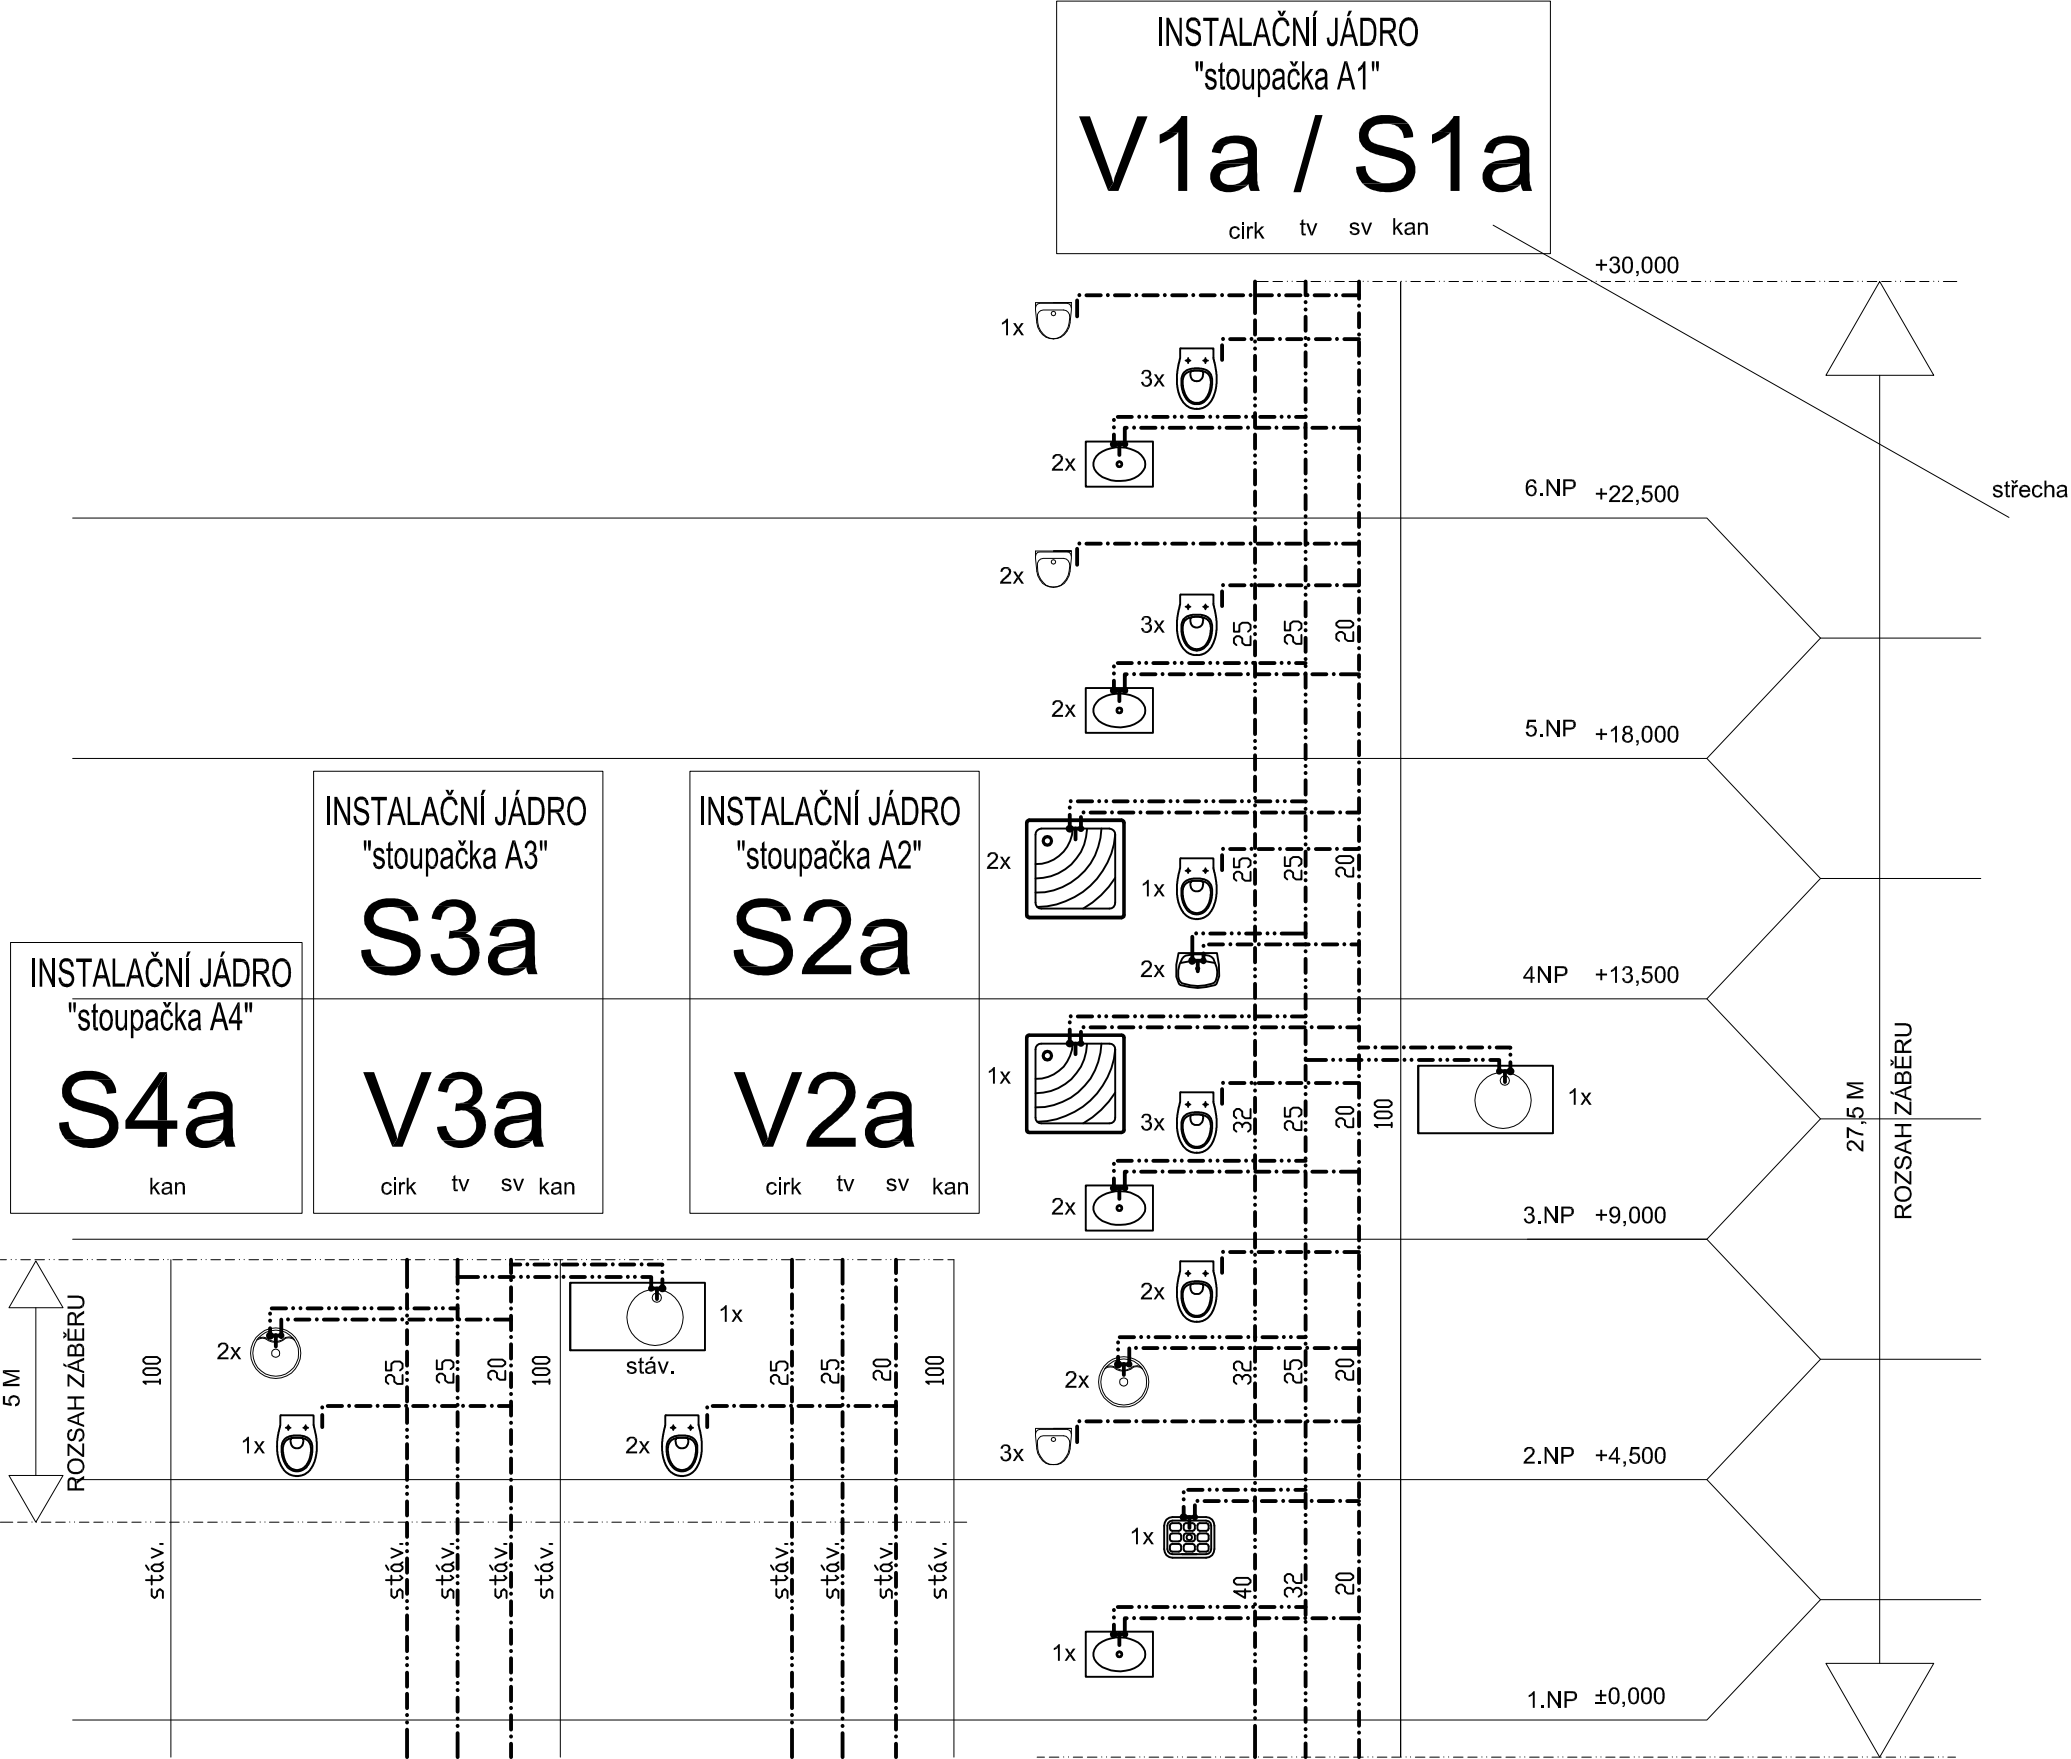 INSTALAČNÍ JÁDRO
"stoupačka A1"
V1a / S1a
cirk tv sv kan
+30,000
1x
3x
2x
střecha
6.NP +22,500
2x
3x
25 25 20
2x
5.NP +18,000
INSTALAČNÍ JÁDRO
"stoupačka A3"
S3a
V3a
cirk tv sv kan
INSTALAČNÍ JÁDRO
"stoupačka A2"
S2a
V2a
cirk tv sv kan
INSTALAČNÍ JÁDRO
"stoupačka A4"
S4a
kan
2x
1x
25 25 20
2x
4NP +13,500
1x
3x
32 25 20 100
1x
2x
27,5 M
ROZSAH ZÁBĚRU
3.NP +9,000
5 M
ROZSAH ZÁBĚRU
100
2x
25 25 20 100
1x
stáv.
1x
2x
25 25 20 100
2x
2x
32 25 20
3x
2.NP +4,500
stáv.
stáv. stáv. stáv. stáv.
stáv. stáv. stáv. stáv.
1x
40 32 20
1x
1.NP ±0,000